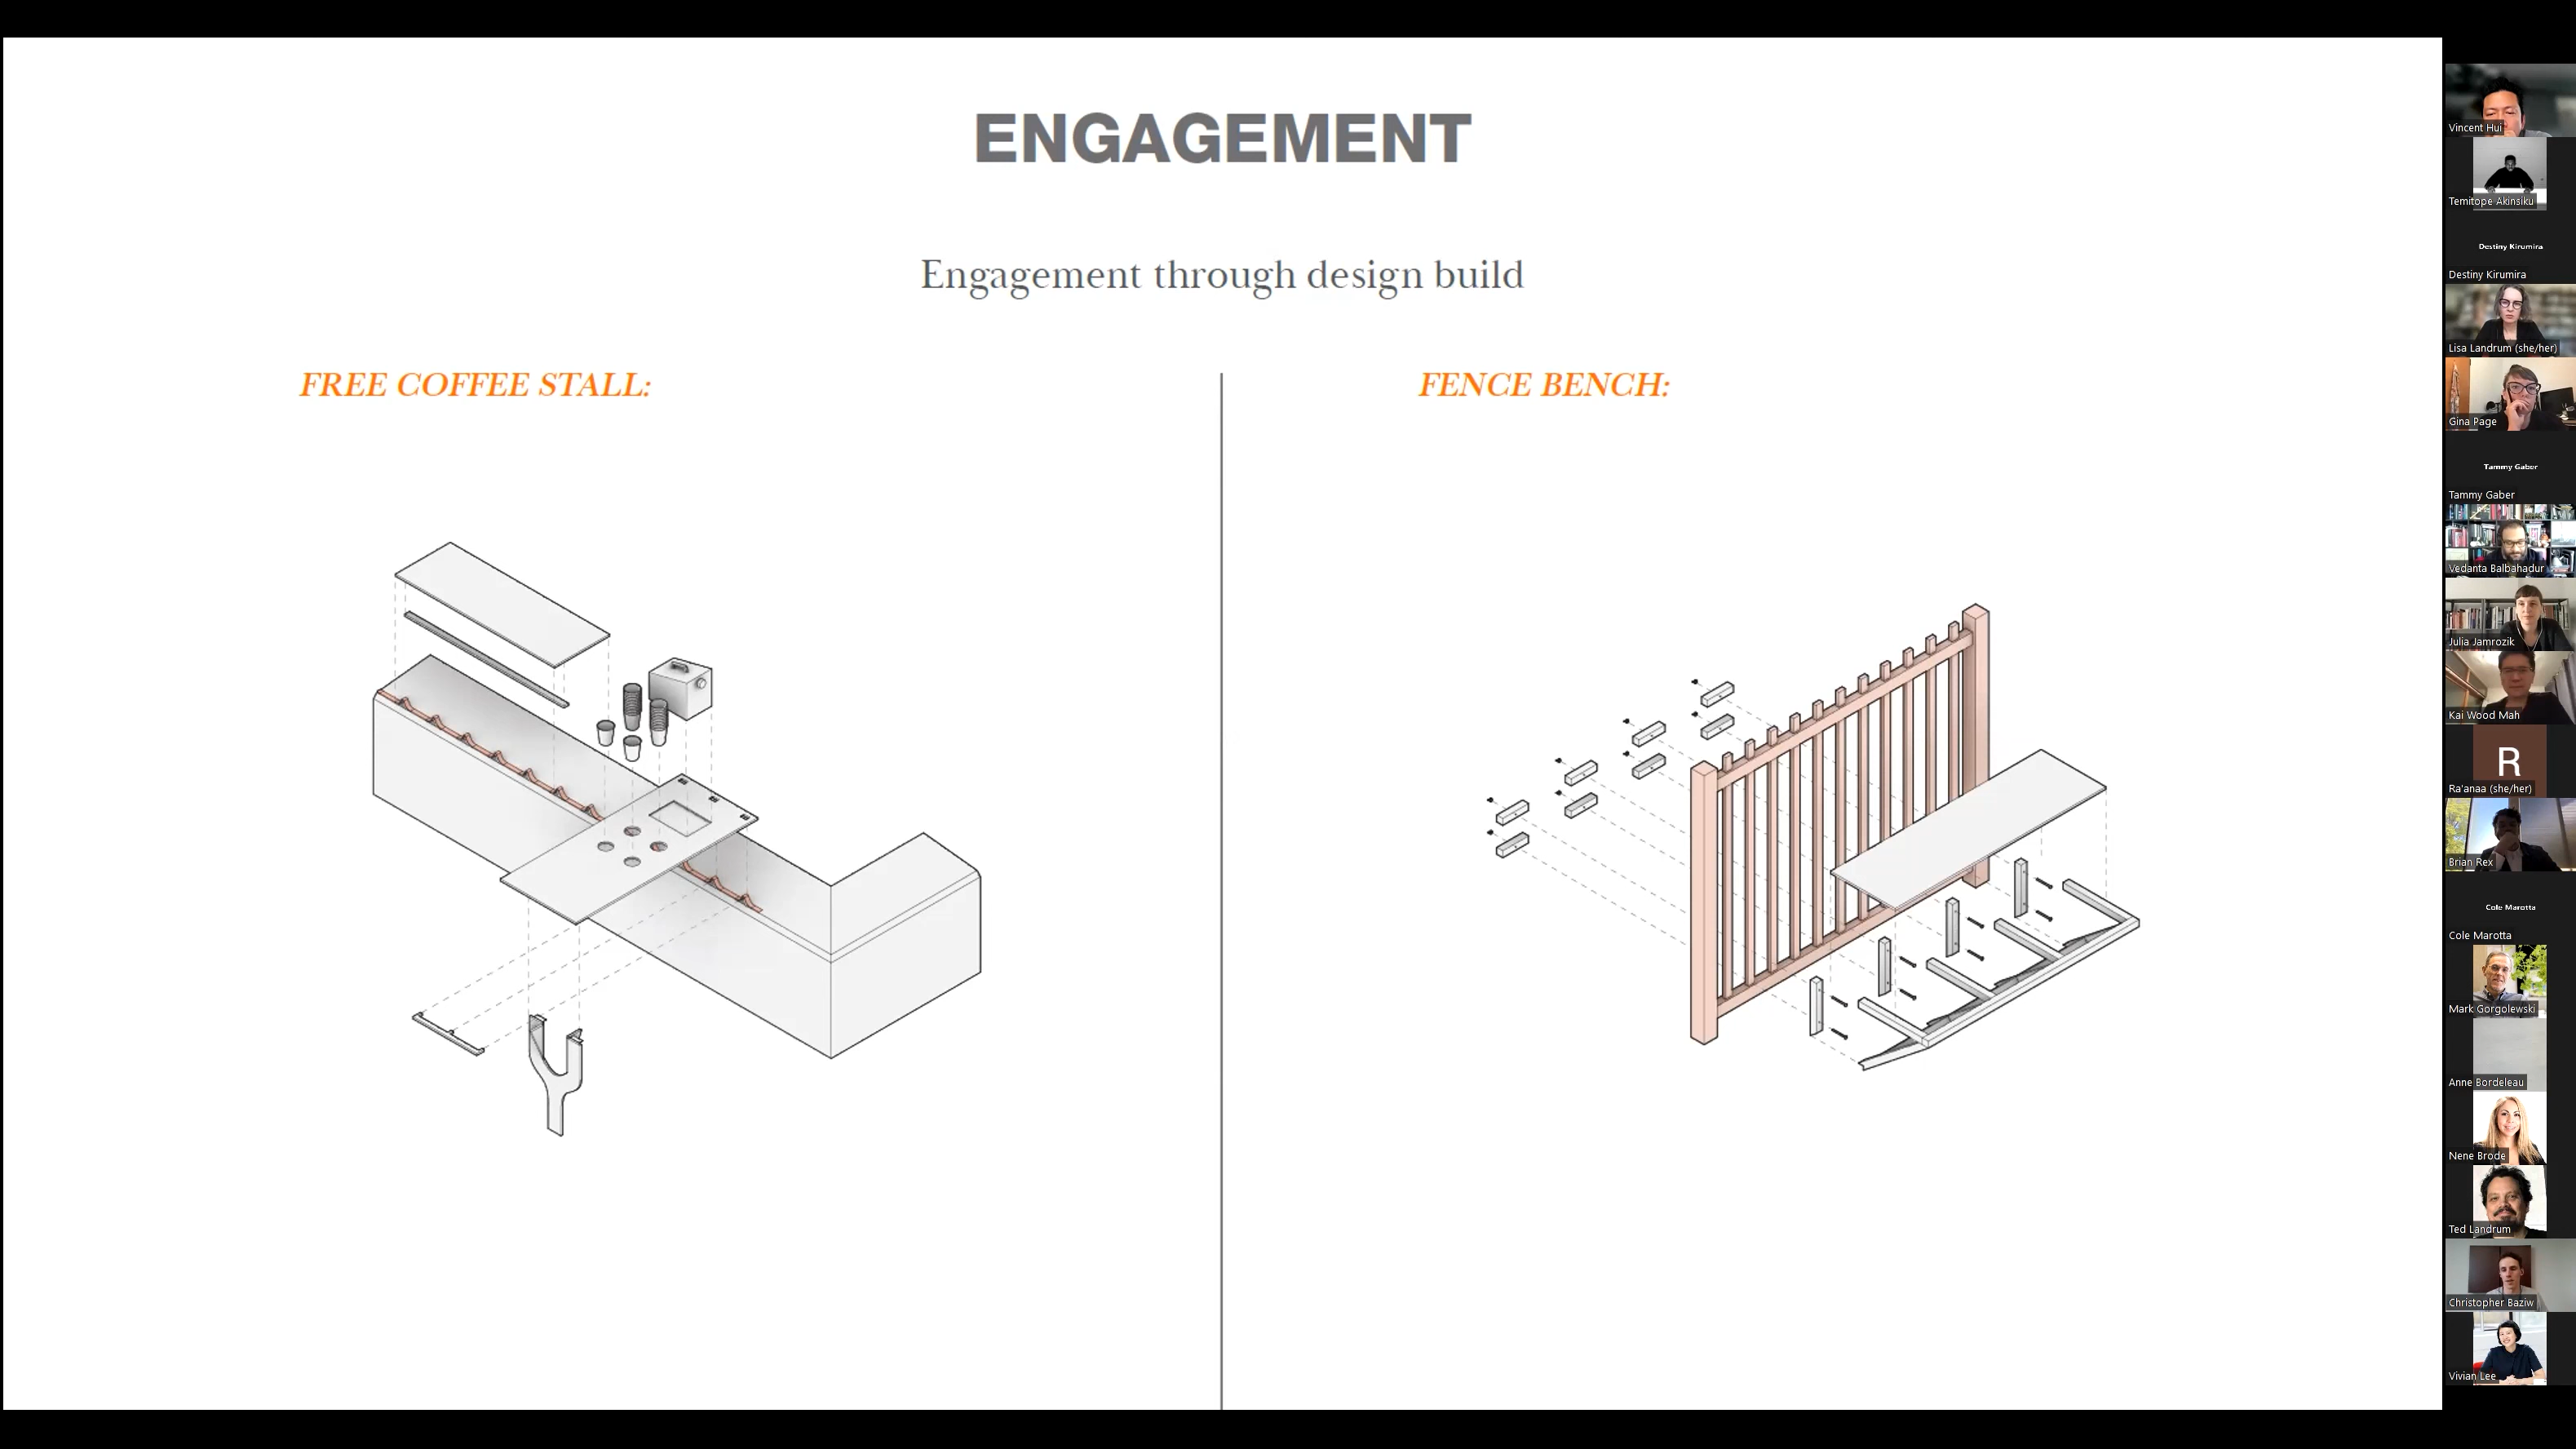 ENGAGEMENT
Engagement through design build
FREE COFFEE STALL:
FENCE BENCH:
Vincent Hui
Temitope Akinsiku
Destiny Kirumira
Destiny Kirumira
Lisa Landrum (she/her)
Gina Page
Tammy Gaber
Tammy Gaber
Vedanta Balbahadur
Julia Jamrozik
Kai Wood Mah
R
Ra'anaa (she/her)
Brian Rex
Cole Marotta
Cole Marotta
Mark Gorgolewski
Anne Bordeleau
Nene Brode
Ted Landrum
Christopher Baziw
Vivian Lee